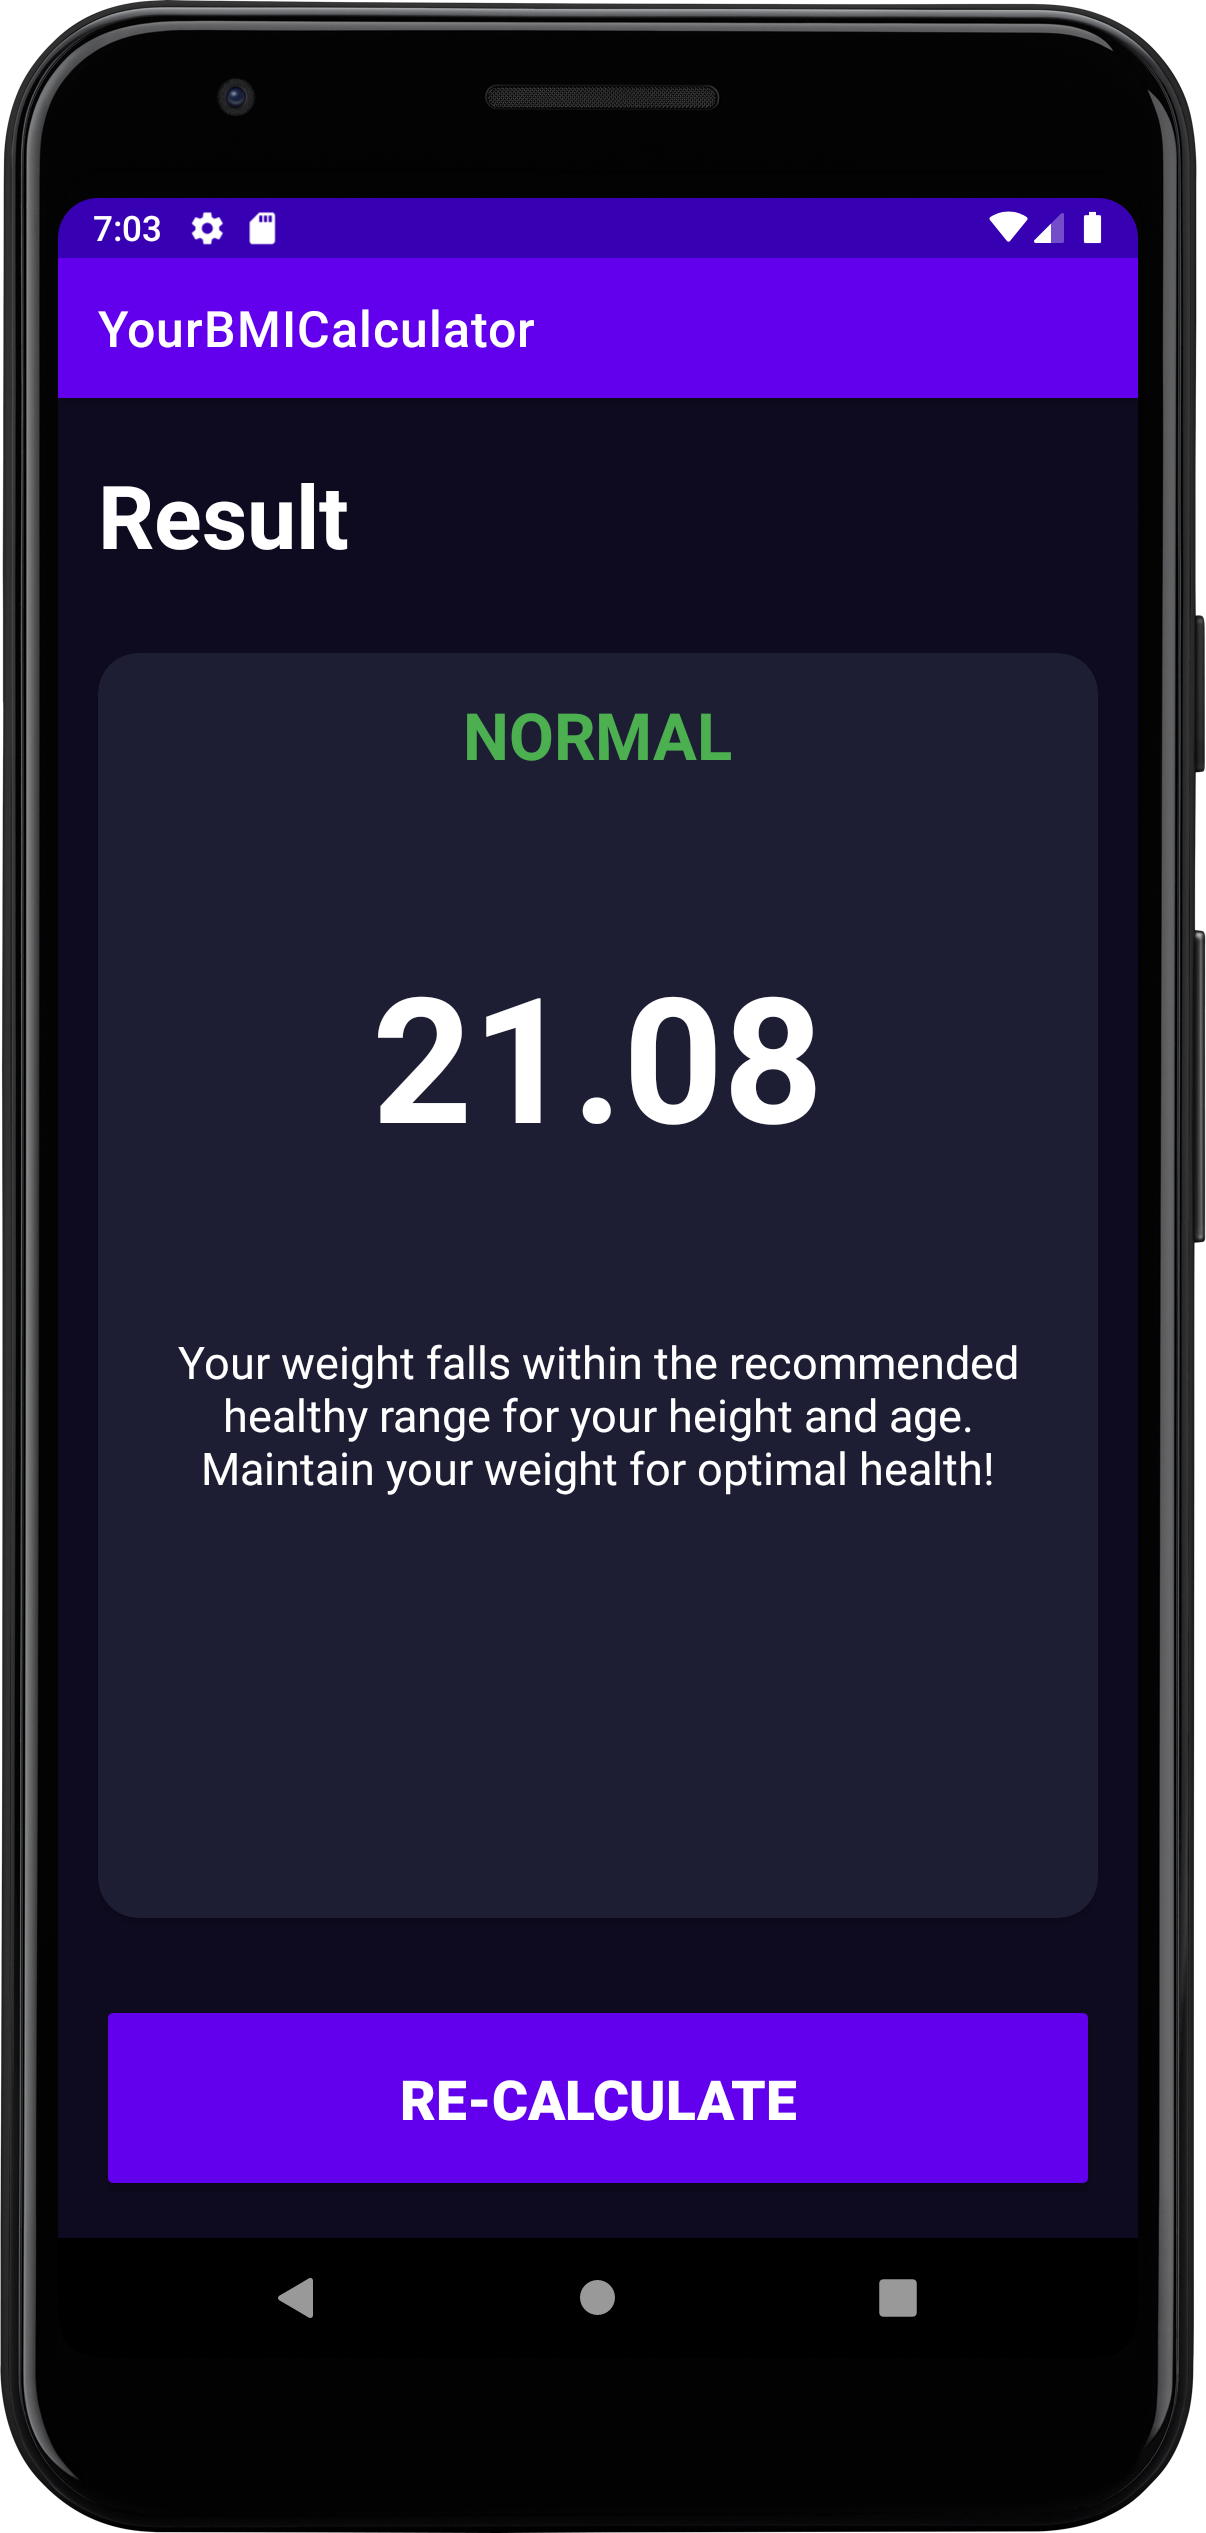 7:03
YourBMICalculator
Result
NORMAL
21.08
Your weight falls within the recommended
healthy range for your height and age.
Maintain your weight for optimal health!
RE-CALCULATE